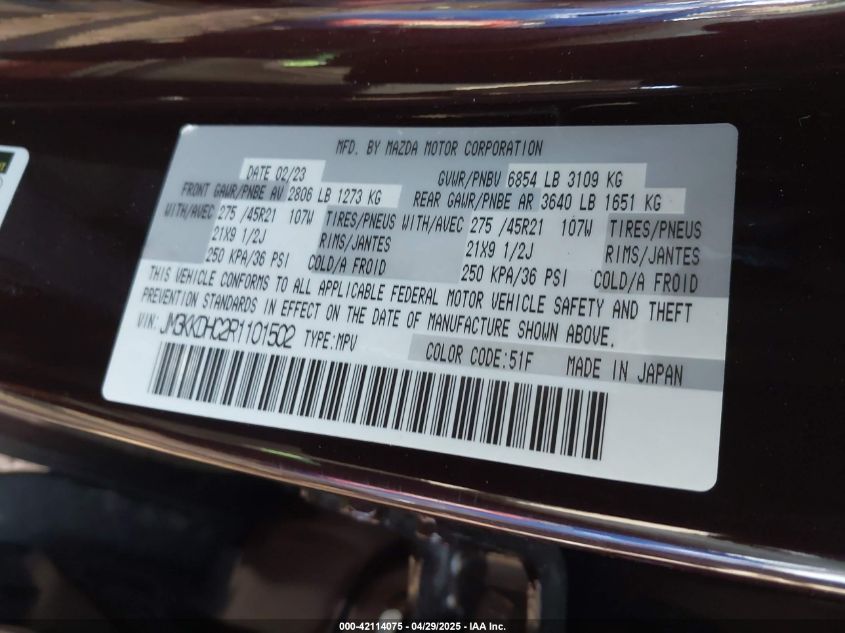 MFD. BY MAZDA MOTOR CORPORATION
DATE 02/23 GVWR/PNBV 6854 LB 3109 KG
FRONT GAWR/PNBE AV 2806 LB 1273 KG REAR GAWR/PNBE AR 3640 LB 1651 KG
WITH/AVEC 275 /45R21 107W TIRES/PNEUS WITH/AVEC 275 /45R21 107W TIRES/PNEUS
21X9 1/2J RIMS/JANTES 21X9 1/2J RIMS/JANTES
250 KPA/36 PSI COLD/A FROID 250 KPA/36 PSI COLD/A FROID
THIS VEHICLE CONFORMS TO ALL APPLICABLE FEDERAL MOTOR VEHICLE SAFETY AND THEFT
PREVENTION STANDARDS IN EFFECT ON THE DATE OF MANUFACTURE SHOWN ABOVE.
VIN: JM3KKDHC2R1101502 TYPE:MPV COLOR CODE:51F MADE IN JAPAN
000-42114075 - 04/29/2025 - IAA Inc.